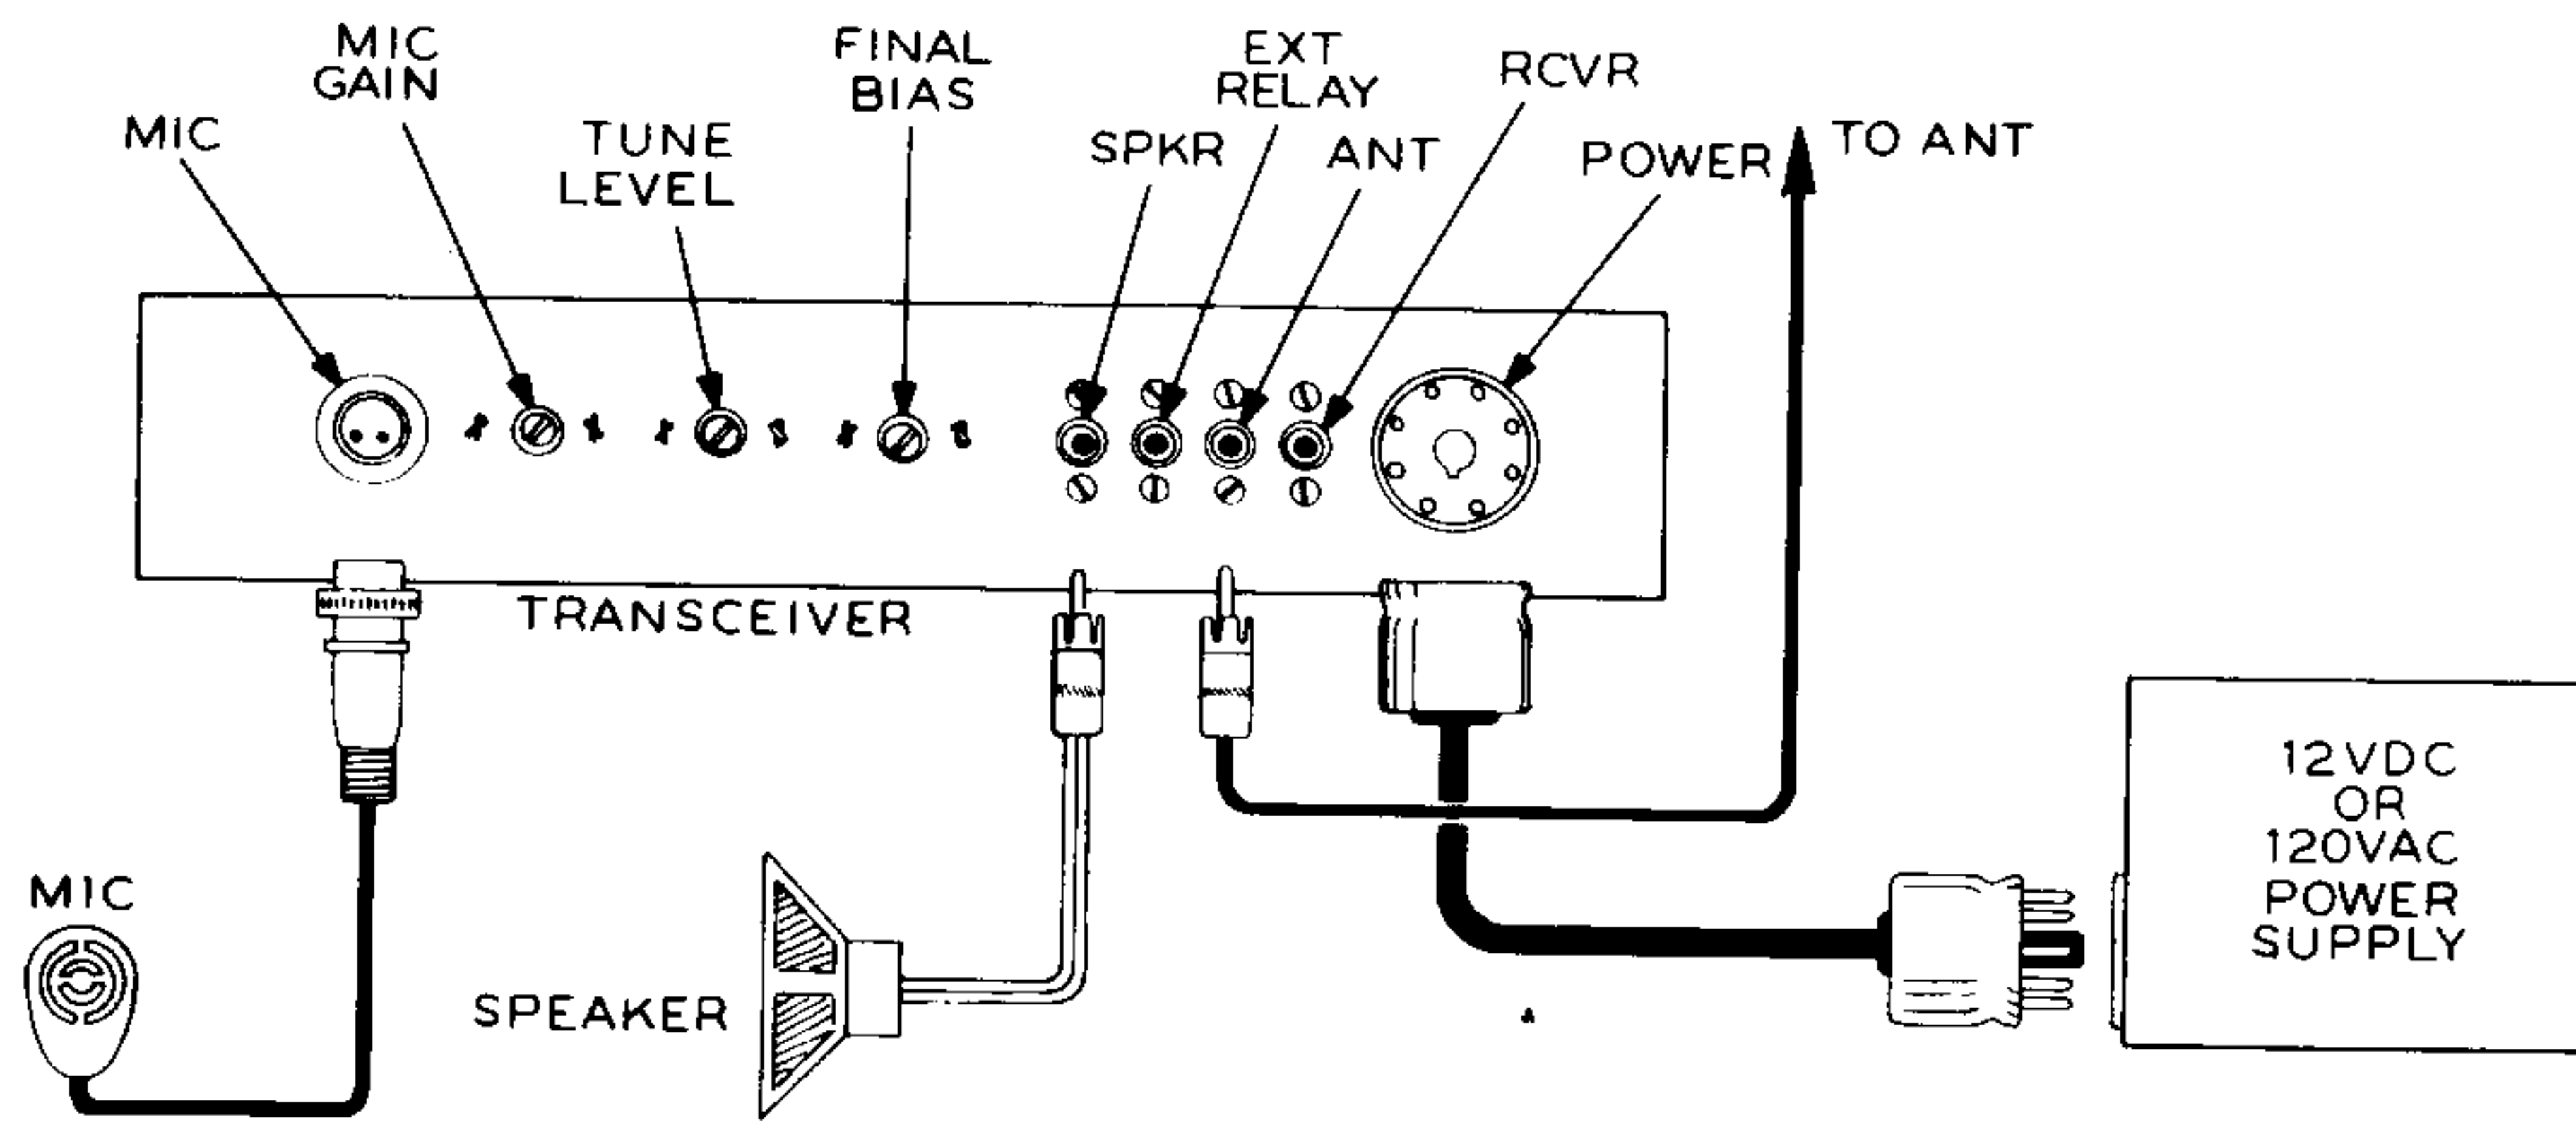 MIC
GAIN
MIC
TUNE
LEVEL
FINAL
BIAS
SPKR
EXT
RELAY
ANT
RCVR
POWER
TO ANT
TRANSCEIVER
MIC
SPEAKER
12VDC
OR
120VAC
POWER
SUPPLY